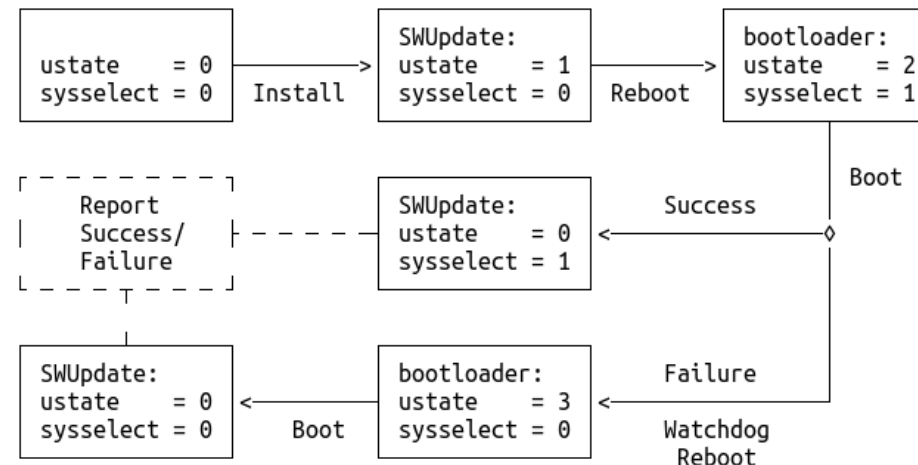 ustate = 0
sysselect = 0
Install
SWUpdate:
ustate = 1
sysselect = 0
Reboot
bootloader:
ustate = 2
sysselect = 1
Boot
Report
Success/
Failure
SWUpdate:
ustate = 0
sysselect = 1
Success
SWUpdate:
ustate = 0
sysselect = 0
Boot
bootloader:
ustate = 3
sysselect = 0
Failure
Watchdog
Reboot